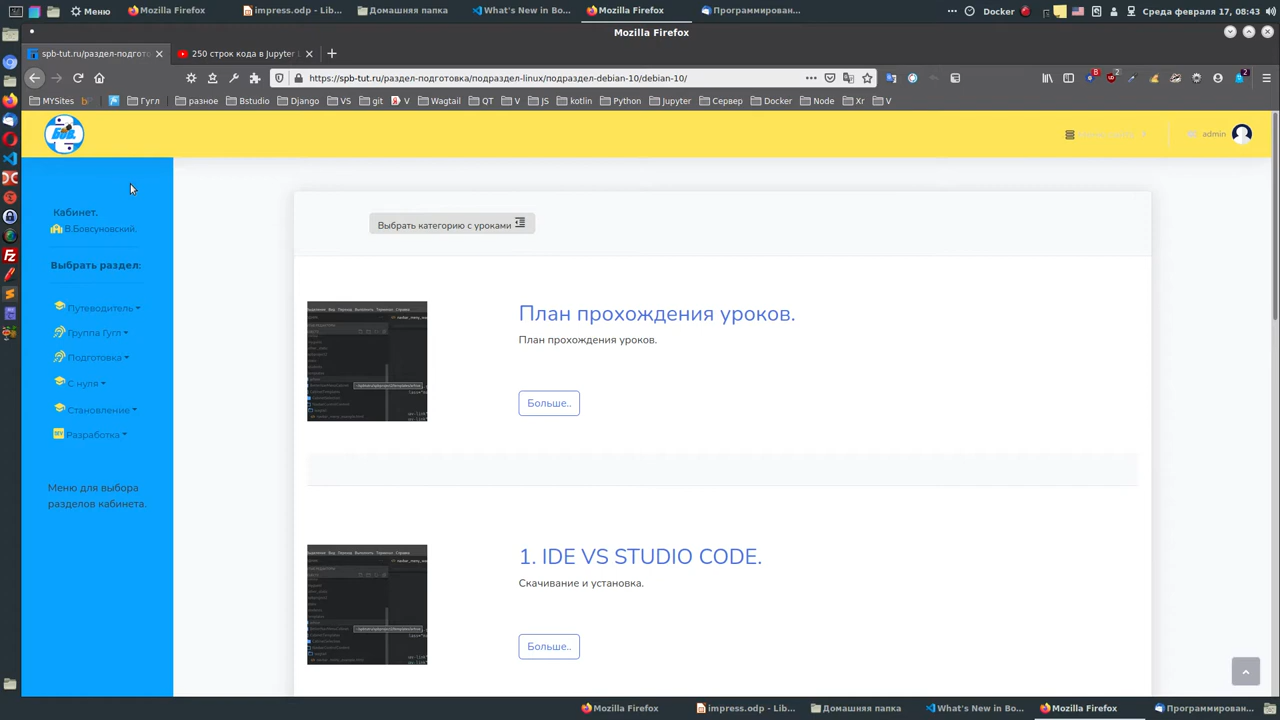 Меню
Mozilla Firefox
impress.odp - Lib...
Домашняя папка
What's New in Bo...
Mozilla Firefox
Программирован...
Docker
Среда февраля 17, 08:43
Mozilla Firefox
spb-tut.ru/раздел-подгото
250 строк кода в Jupyter
https://spb-tut.ru/раздел-подготовка/подраздел-linux/подраздел-debian-10/debian-10/
MYSites
Гугл
разное
Bstudio
Django
VS
git
V
Wagtail
QT
V
JS
kotlin
Python
Jupyter
Сервер
Docker
Node
Xr
V
БОВ.
admin
Кабинет.
В.Бовсуновский.
Выбрать раздел:
Путеводитель
Группа Гугл
Подготовка
С нуля
Становление
Разработка
Меню для выбора
разделов кабинета.
Выбрать категорию с уроками
План прохождения уроков.
План прохождения уроков.
Больше..
1. IDE VS STUDIO CODE
Скачивание и установка.
Больше..
Mozilla Firefox
impress.odp - Lib...
Домашняя папка
What's New in Bo...
Mozilla Firefox
Программирован...